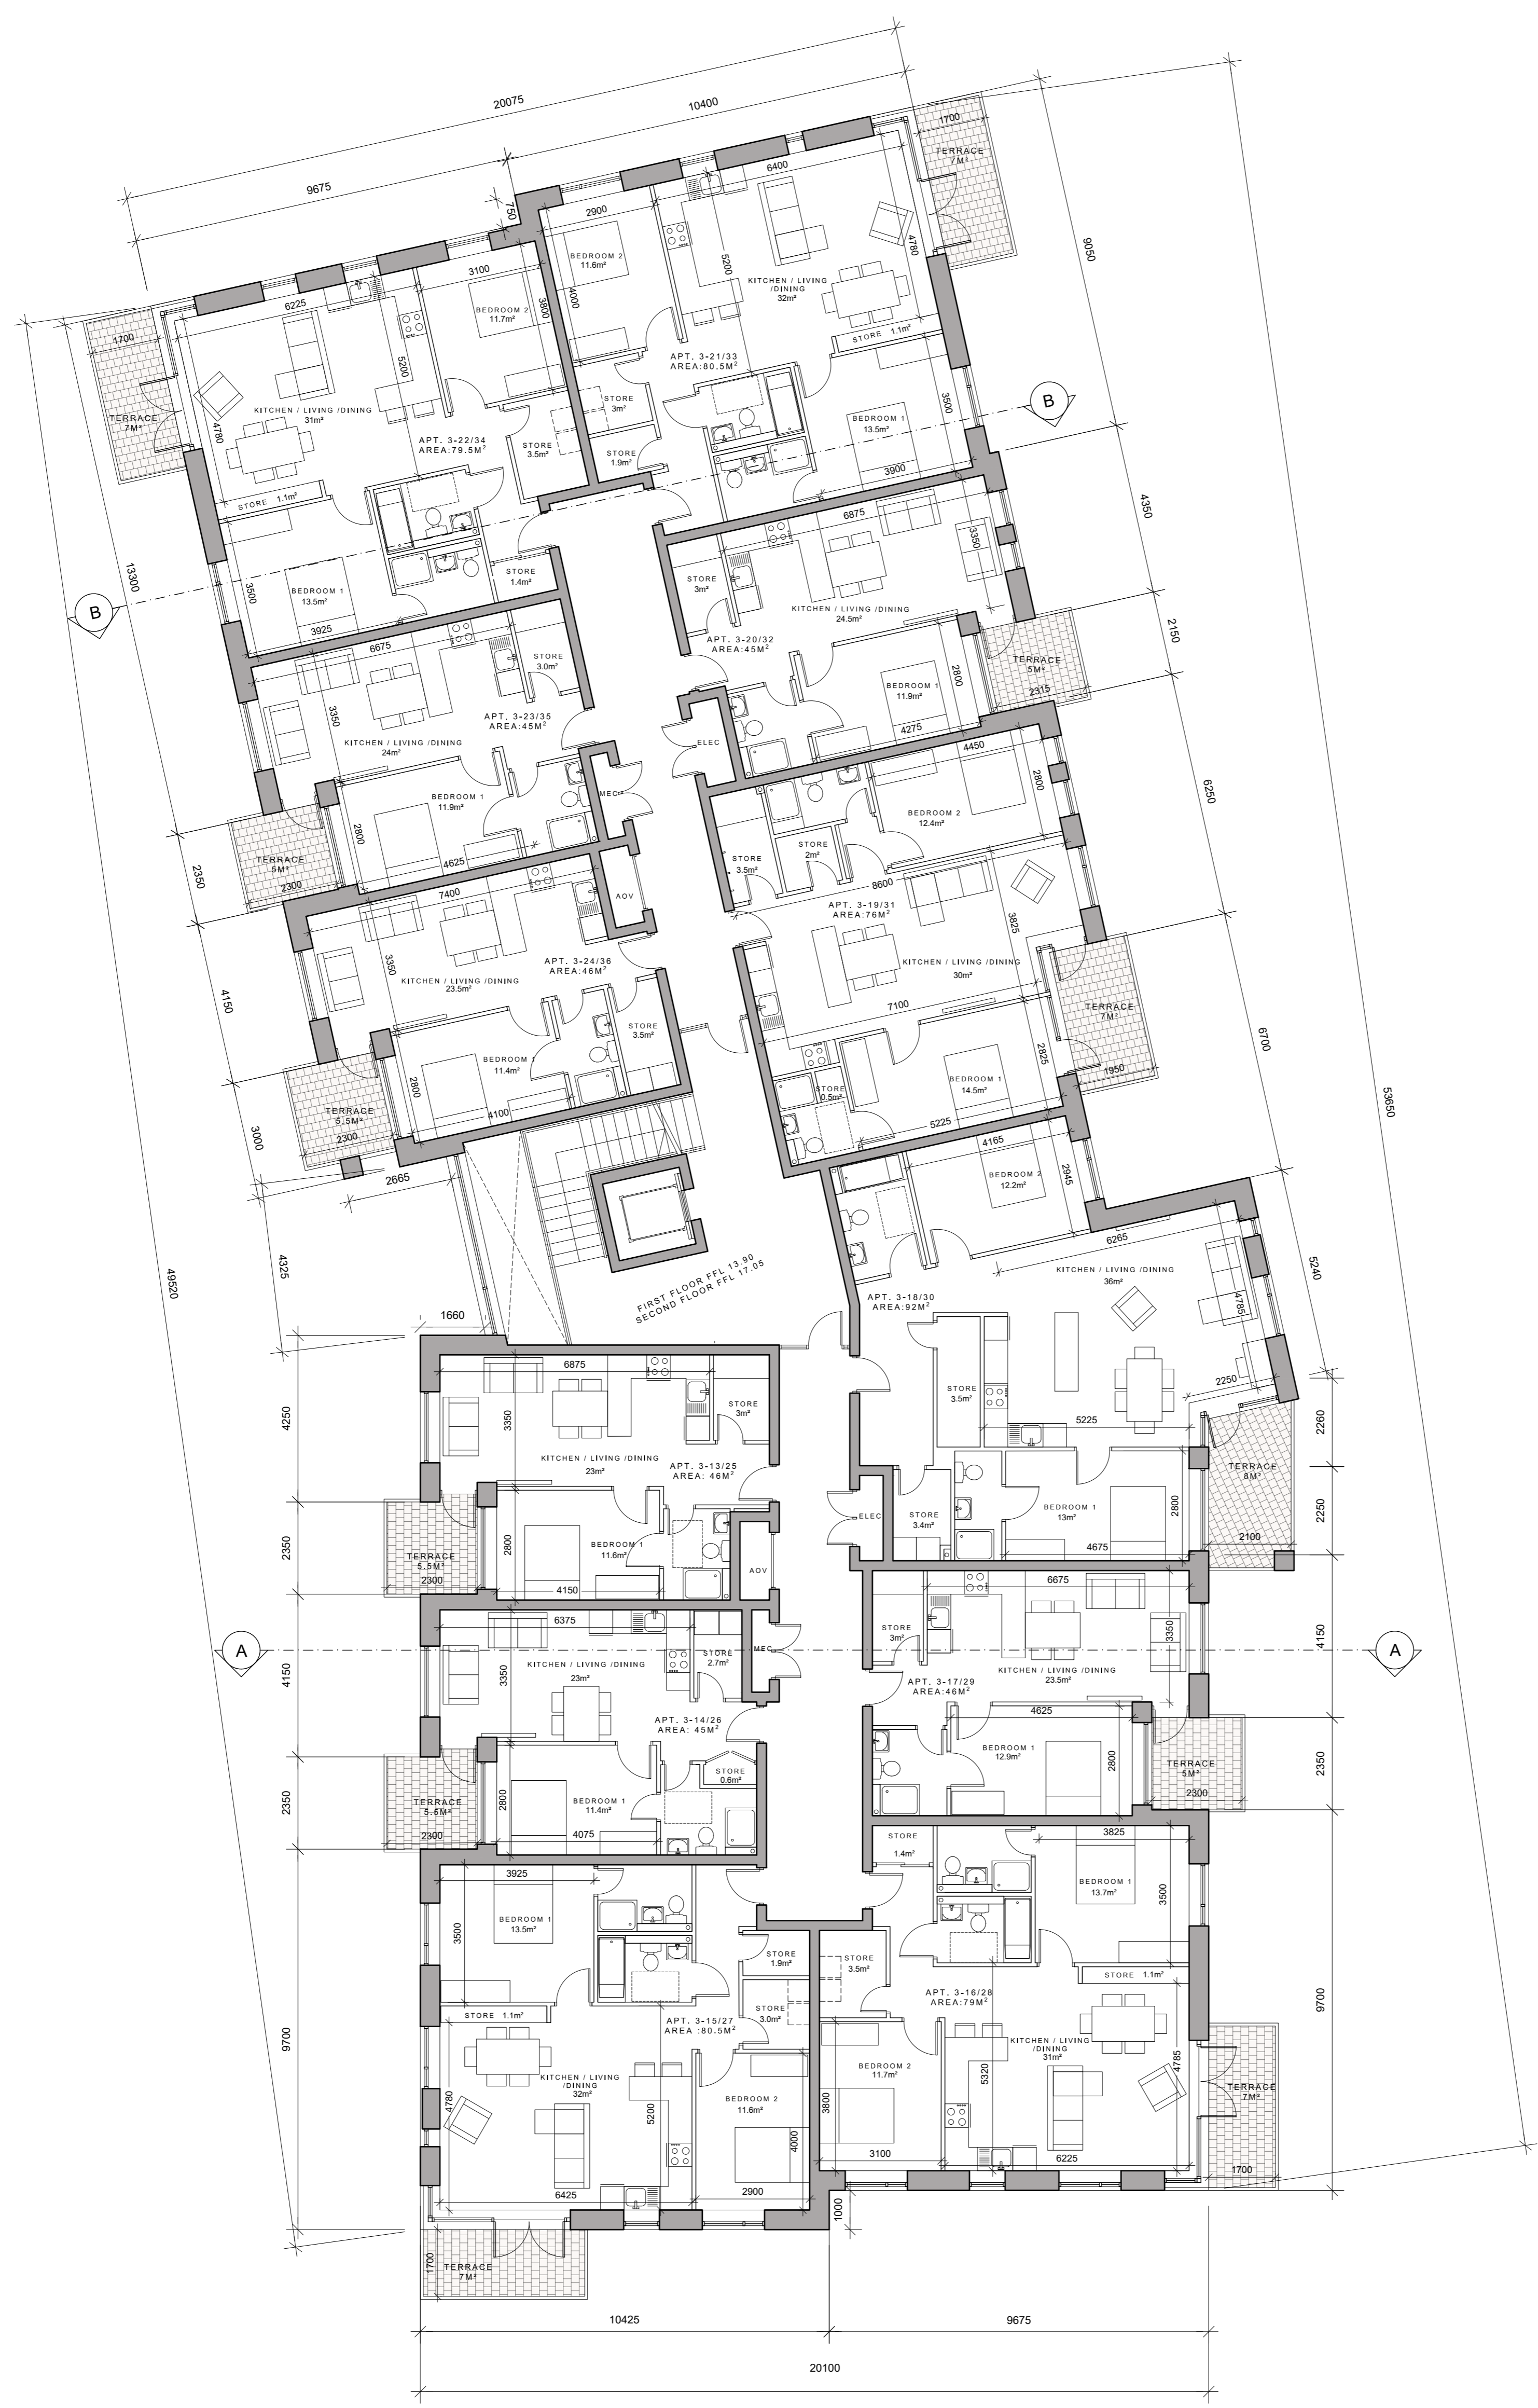 20075
10400
9675
750
1700
TERRACE
7M²
6400
2900
BEDROOM 2
11.6m²
4000
5200
4780
KITCHEN / LIVING
/DINING
32m²
STORE 1.1m²
APT. 3-21/33
AREA:80.5M²
STORE
3m²
STORE
1.9m²
BEDROOM 1
13.5m²
3500
3900
9050
B
3100
BEDROOM 2
11.7m²
3800
6225
5200
1700
TERRACE
7M²
4780
KITCHEN / LIVING /DINING
31m²
APT. 3-22/34
AREA:79.5M²
STORE
3.5m²
STORE 1.1m²
STORE
1.4m²
BEDROOM 1
13.5m²
3500
3925
13300
B
6875
3350
STORE
3m²
KITCHEN / LIVING /DINING
24.5m²
APT. 3-20/32
AREA:45M²
BEDROOM 1
11.9m²
2800
4275
TERRACE
5M²
2315
4350
2150
ELEC
6675
3350
STORE
3.0m²
APT. 3-23/35
AREA:45M²
KITCHEN / LIVING /DINING
24m²
BEDROOM 1
11.9m²
2800
4625
MEC
TERRACE
5M²
2300
2350
4450
2800
BEDROOM 2
12.4m²
STORE
3.5m²
STORE
2m²
8600
APT. 3-19/31
AREA:76M²
3825
KITCHEN / LIVING /DINING
30m²
7100
TERRACE
7M²
1950
BEDROOM 1
14.5m²
2825
STORE
0.5m²
5225
6250
6700
53650
AOV
7400
3350
APT. 3-24/36
AREA:46M²
KITCHEN / LIVING /DINING
23.5m²
STORE
3.5m²
BEDROOM 1
11.4m²
2800
4100
TERRACE
5.5M²
2300
4150
3000
2665
4325
49520
4165
BEDROOM 2
12.2m²
2945
6265
KITCHEN / LIVING /DINING
36m²
4785
APT. 3-18/30
AREA:92M²
5240
FIRST FLOOR FFL 13.90
SECOND FLOOR FFL 17.05
STORE
3.5m²
5225
2250
TERRACE
8M²
2100
STORE
3.4m²
BEDROOM 1
13m²
2800
4675
2260
2250
ELEC
1660
6875
3350
STORE
3m²
KITCHEN / LIVING /DINING
23m²
APT. 3-13/25
AREA: 46M²
BEDROOM 1
11.6m²
2800
4150
TERRACE
5.5M²
2300
AOV
4250
2350
6675
3350
STORE
3m²
KITCHEN / LIVING /DINING
23.5m²
APT. 3-17/29
AREA:46M²
4625
BEDROOM 1
12.9m²
2800
TERRACE
5M²
2300
4150
2350
A
A
6375
3350
KITCHEN / LIVING /DINING
23m²
STORE
2.7m²
MEC
APT. 3-14/26
AREA: 45M²
STORE
0.6m²
BEDROOM 1
11.4m²
2800
4075
TERRACE
5.5M²
2300
4150
2350
3925
BEDROOM 1
13.5m²
3500
STORE
1.9m²
STORE 1.1m²
STORE
3.0m²
APT. 3-15/27
AREA :80.5M²
KITCHEN / LIVING
/DINING
32m²
4780
5200
BEDROOM 2
11.6m²
4000
6425
2900
1700
TERRACE
7M²
9700
STORE
1.4m²
3825
BEDROOM 1
13.7m²
3500
STORE
3.5m²
STORE 1.1m²
APT. 3-16/28
AREA:79M²
KITCHEN / LIVING
/DINING
31m²
5320
4785
BEDROOM 2
11.7m²
3800
3100
6225
TERRACE
7M²
1700
9700
1000
10425
9675
20100